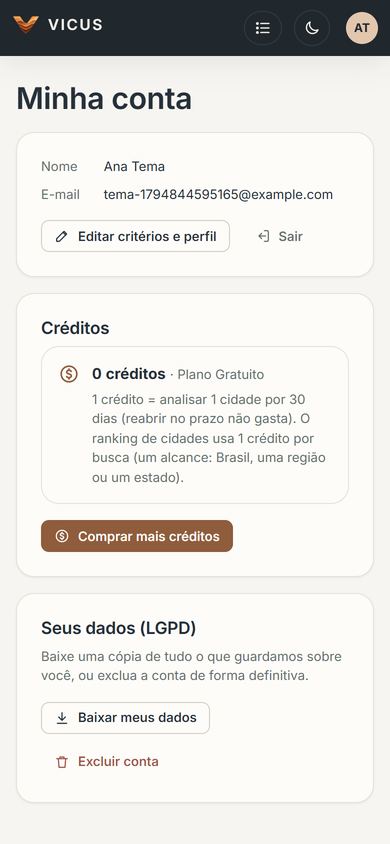 VICUS
AT
Minha conta
Nome Ana Tema
E-mail tema-1794844595165@example.com
Editar critérios e perfil Sair
Créditos
0 créditos · Plano Gratuito
1 crédito = analisar 1 cidade por 30
dias (reabrir no prazo não gasta). O
ranking de cidades usa 1 crédito por
busca (um alcance: Brasil, uma região
ou um estado).
Comprar mais créditos
Seus dados (LGPD)
Baixe uma cópia de tudo o que guardamos sobre
você, ou exclua a conta de forma definitiva.
Baixar meus dados
Excluir conta